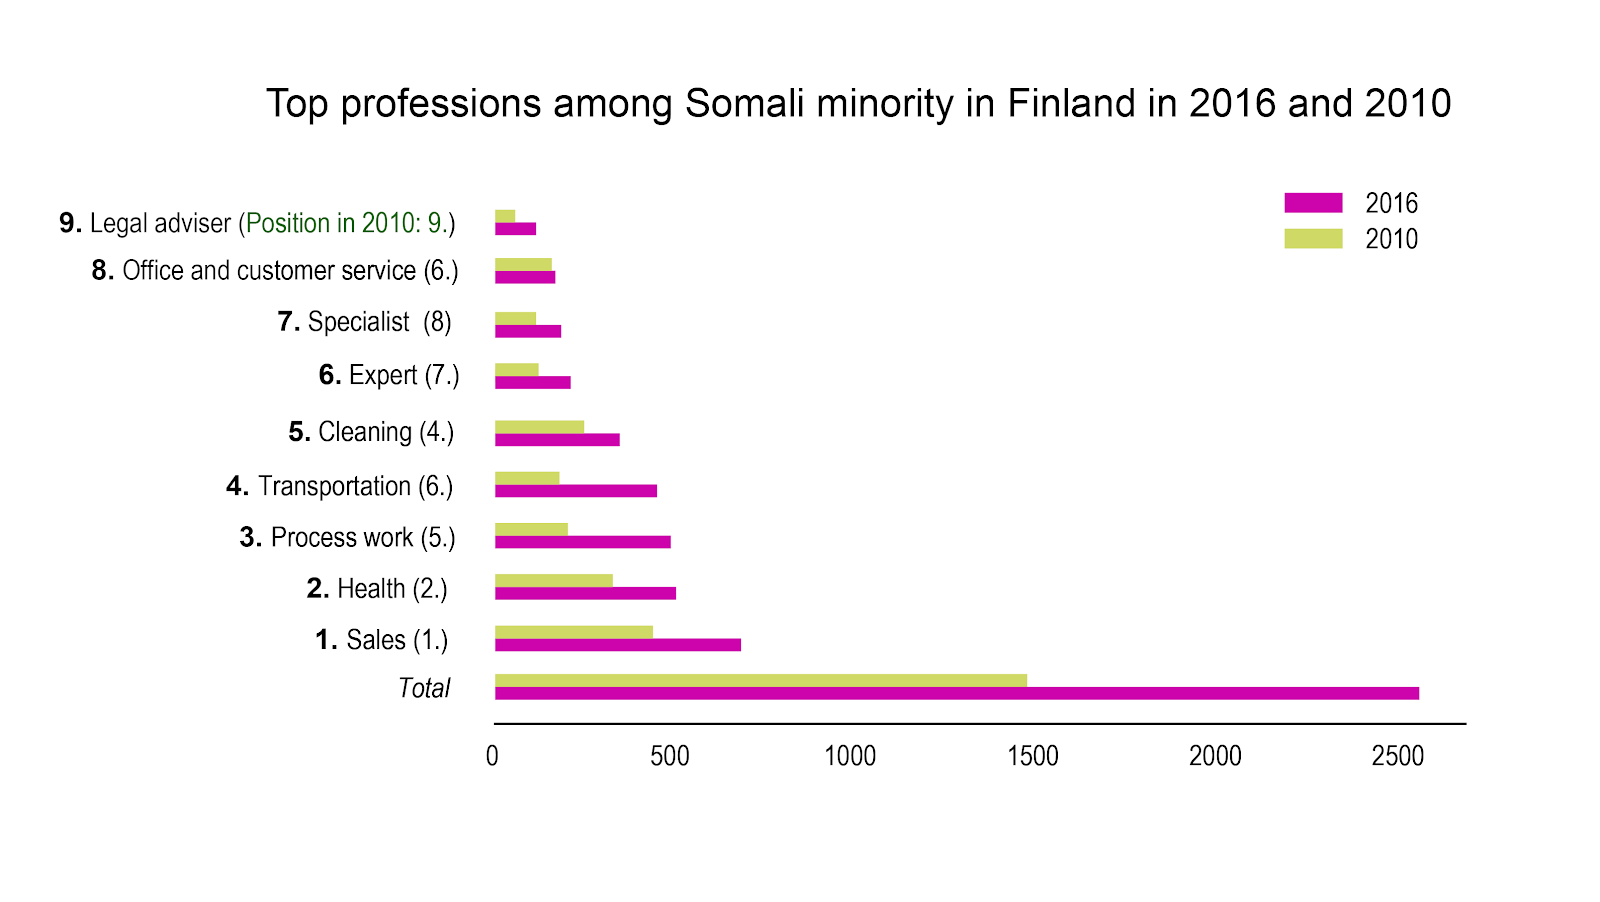 Top professions among Somali minority in Finland in 2016 and 2010
2016
2010
9. Legal adviser (Position in 2010: 9.)
8. Office and customer service (6.)
7. Specialist (8)
6. Expert (7.)
5. Cleaning (4.)
4. Transportation (6.)
3. Process work (5.)
2. Health (2.)
1. Sales (1.)
Total
0 500 1000 1500 2000 2500